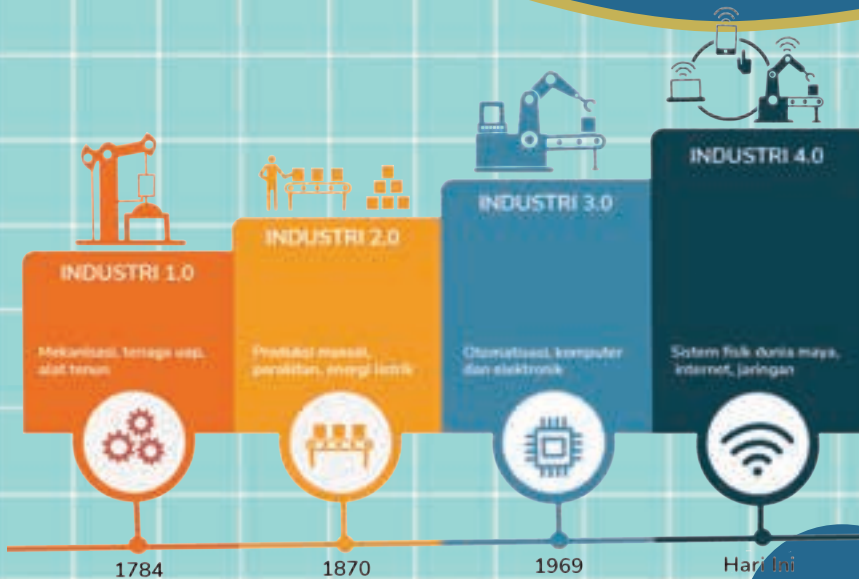 INDUSTRI 1.0
Mekanisasi, tenaga uap,
alat tenun
1784
INDUSTRI 2.0
Produksi massal,
perakitan, energi listrik
1870
INDUSTRI 3.0
Otomatisasi, komputer
dan elektronik
1969
INDUSTRI 4.0
Sistem fisik dunia maya,
internet, jaringan
Hari Ini